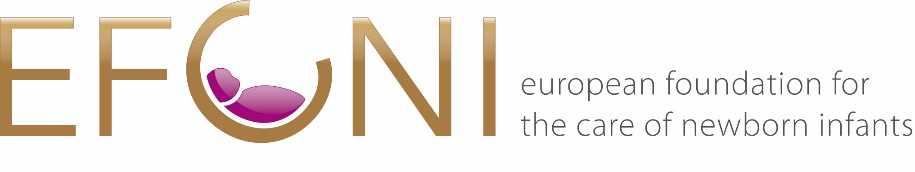 EFCNI
european foundation for
the care of newborn infants